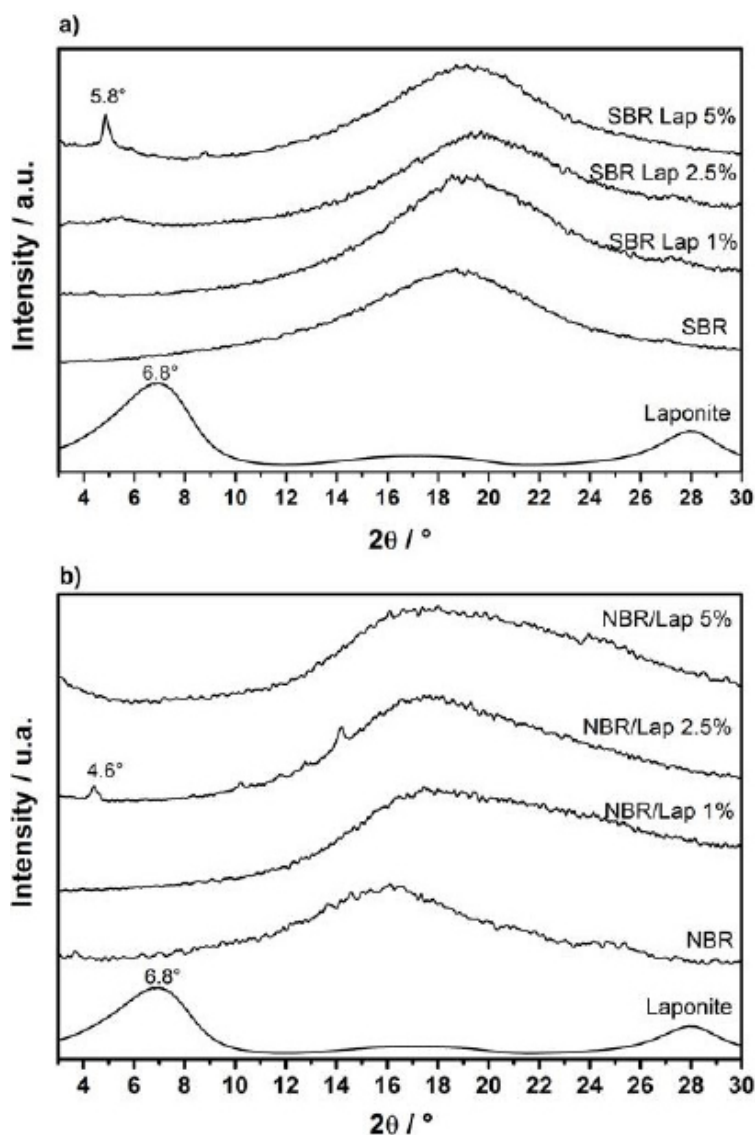 a)
5.8°
SBR Lap 5%
SBR Lap 2.5%
SBR Lap 1%
SBR
6.8°
Laponite
Intensity / a.u.
4 6 8 10 12 14 16 18 20 22 24 26 28 30
2θ / °
b)
NBR/Lap 5%
NBR/Lap 2.5%
4.6°
NBR/Lap 1%
NBR
6.8°
Laponite
Intensity / u.a.
4 6 8 10 12 14 16 18 20 22 24 26 28 30
2θ / °